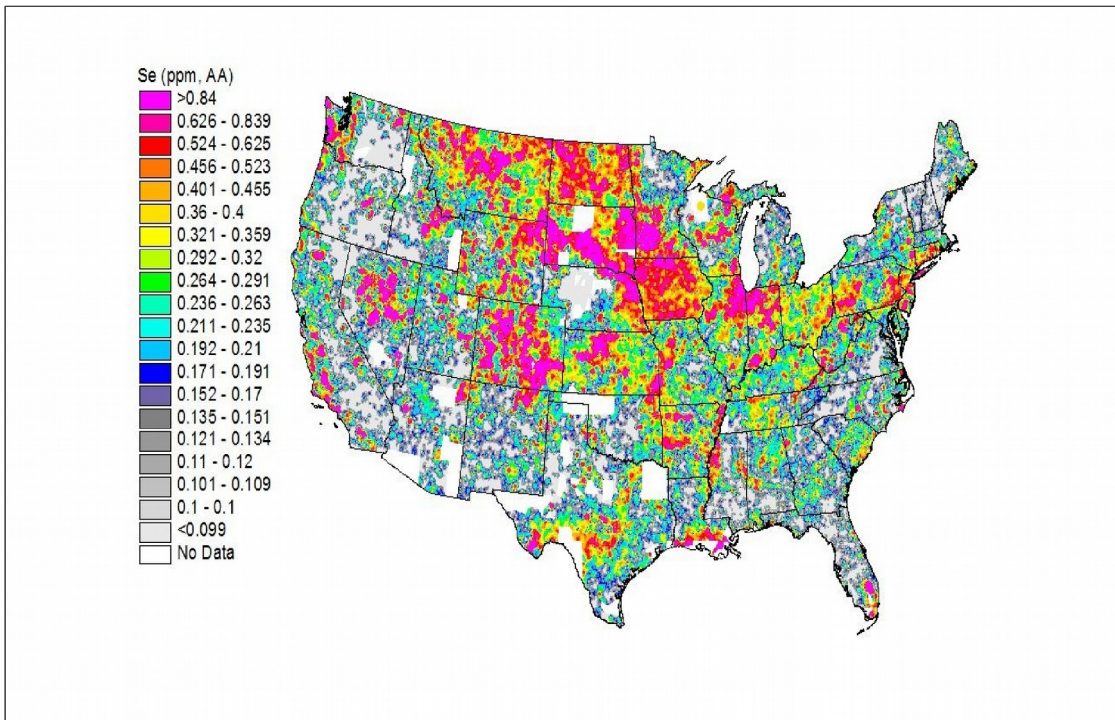 Se (ppm, AA)
>0.84
0.626 - 0.839
0.524 - 0.625
0.456 - 0.523
0.401 - 0.455
0.36 - 0.4
0.321 - 0.359
0.292 - 0.32
0.264 - 0.291
0.236 - 0.263
0.211 - 0.235
0.192 - 0.21
0.171 - 0.191
0.152 - 0.17
0.135 - 0.151
0.121 - 0.134
0.11 - 0.12
0.101 - 0.109
0.1 - 0.1
<0.099
No Data